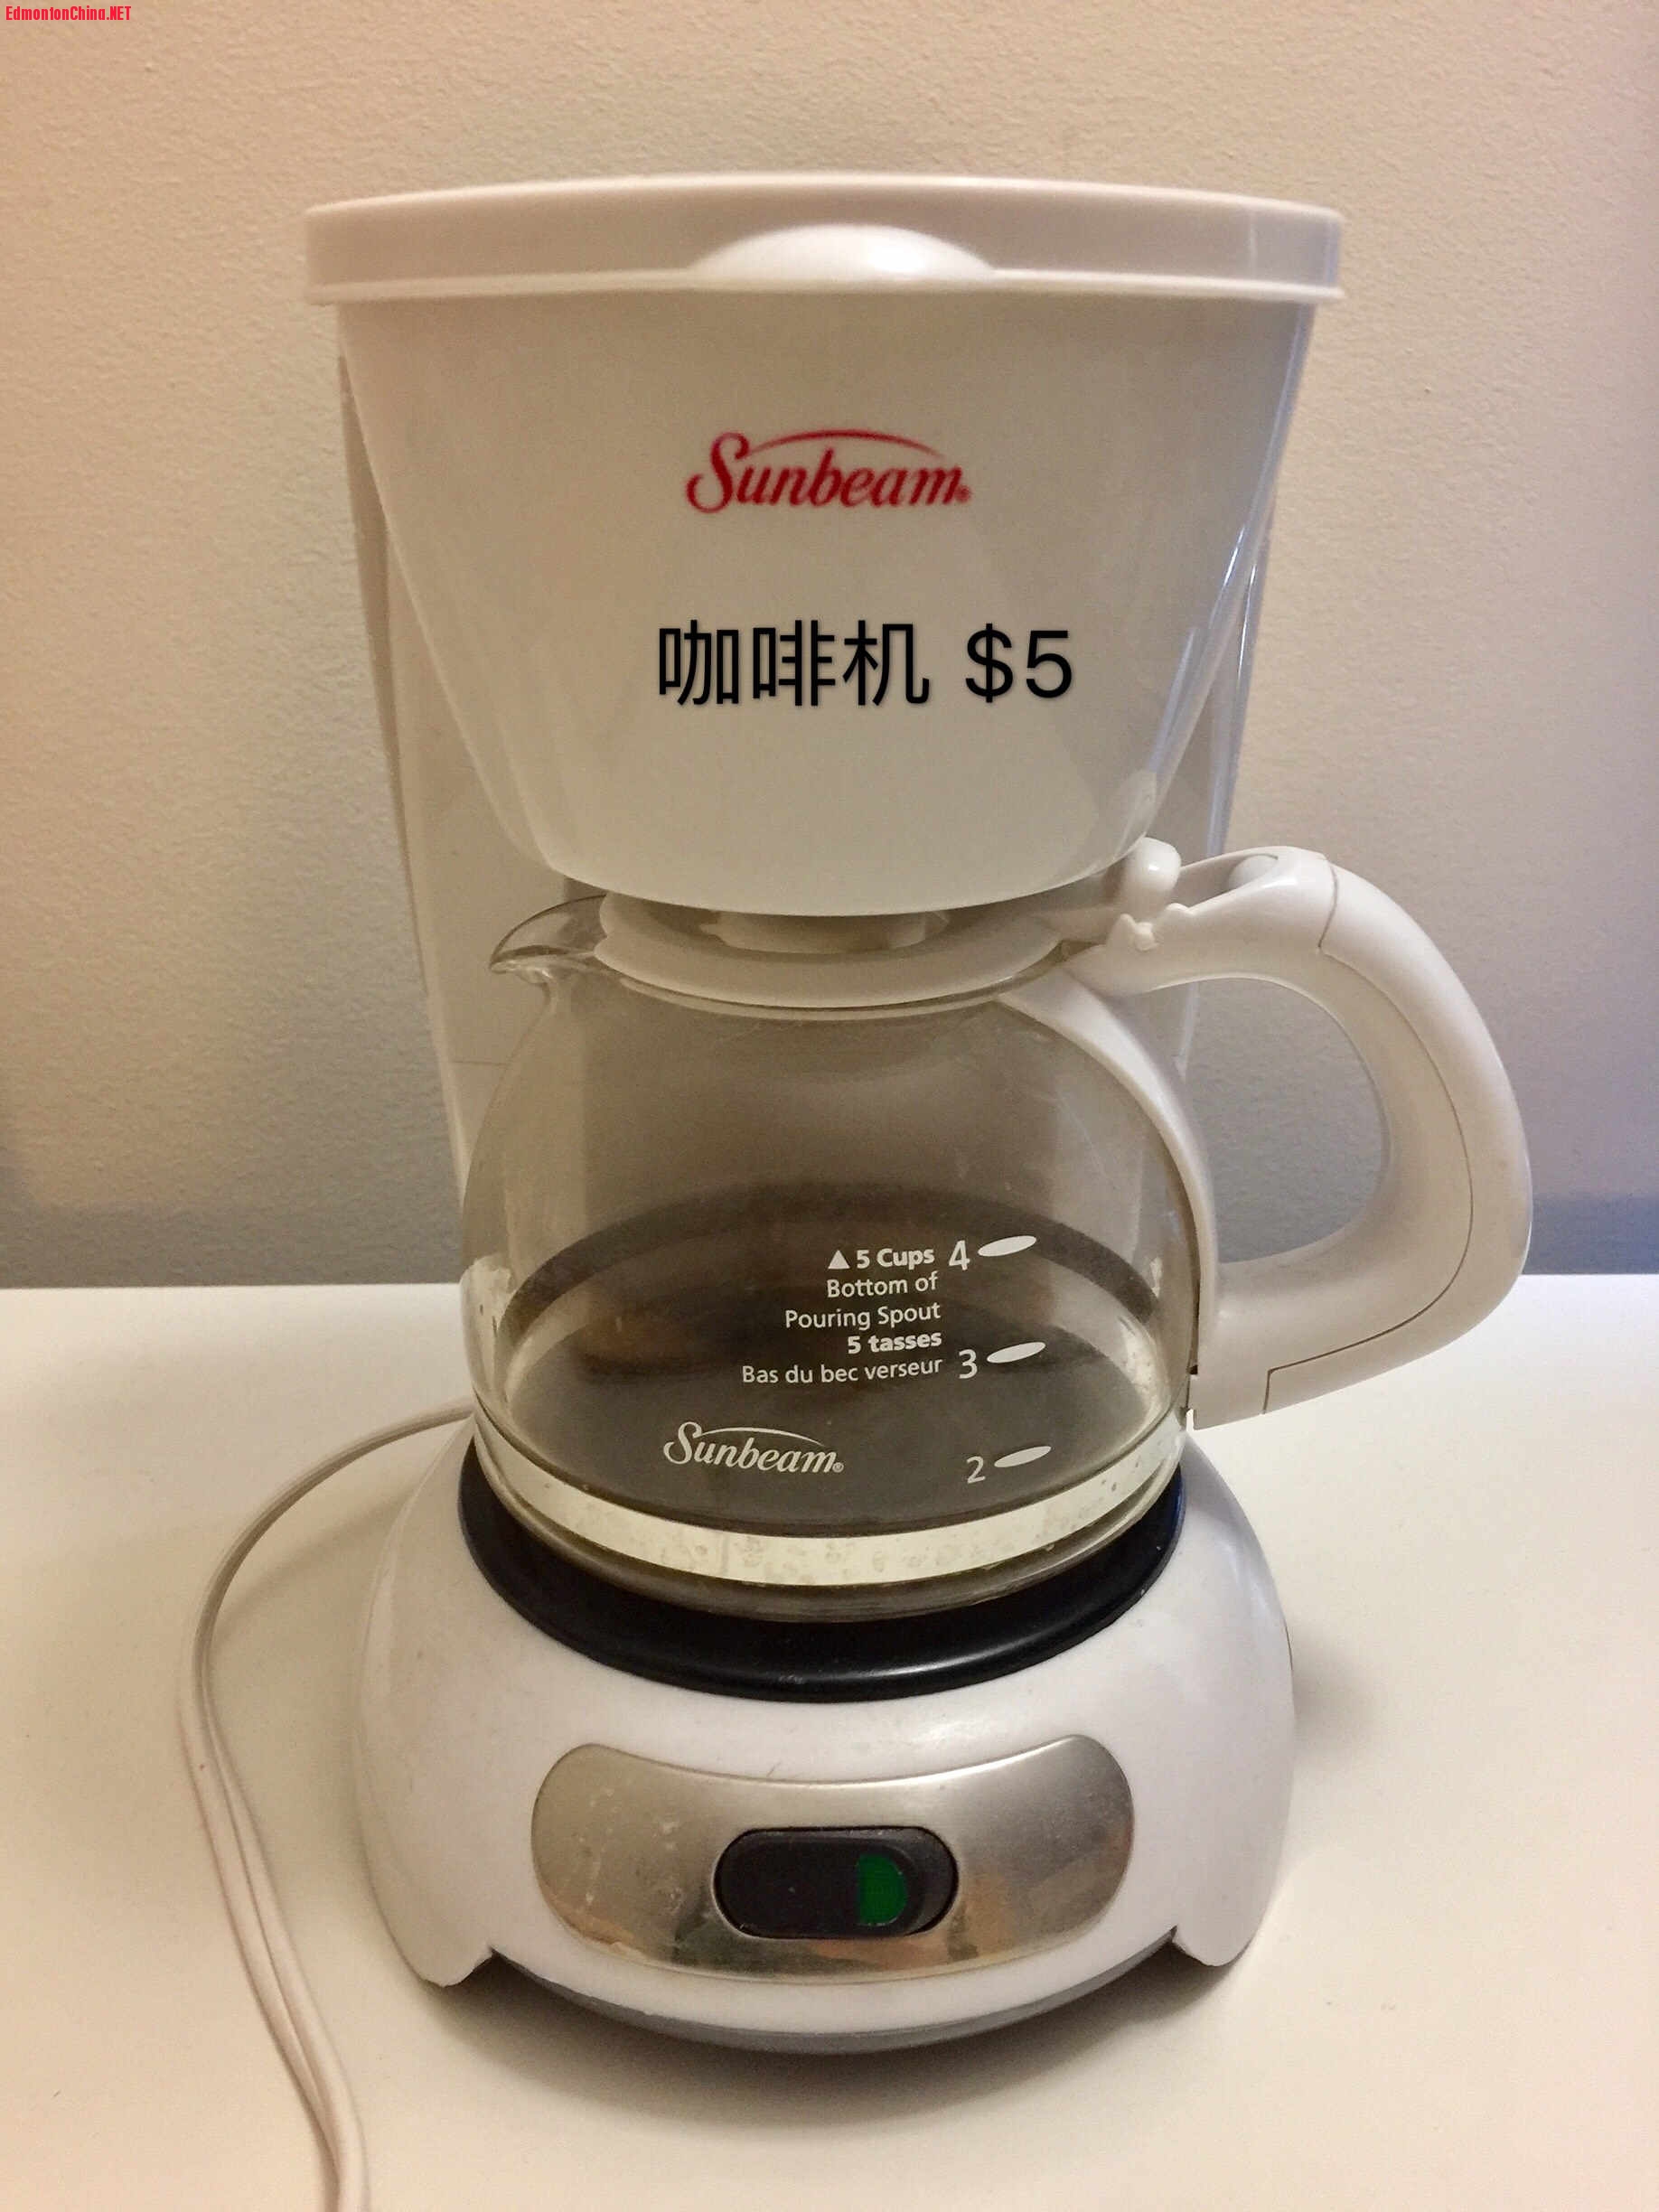 EdmontonChina.NET
Sunbeam®
咖啡机 $5
▲5 Cups 4
Bottom of
Pouring Spout
5 tasses
Bas du bec verseur 3
Sunbeam®
2